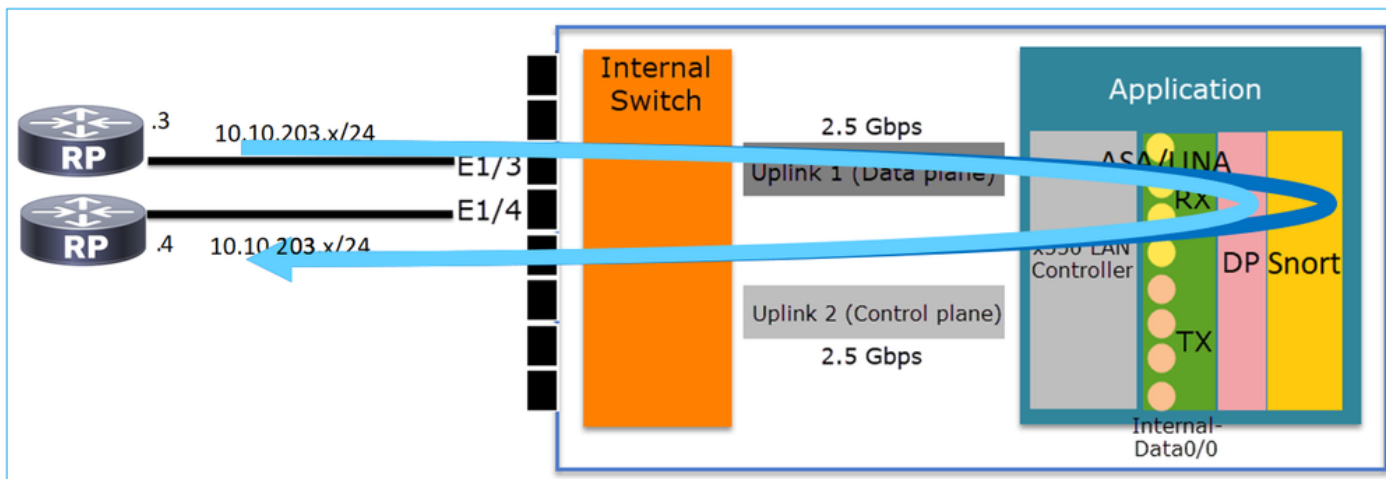 RP
.3
10.10.203.x/24
E1/3
RP
.4
10.10.203.x/24
E1/4
Internal
Switch
2.5 Gbps
Uplink 1 (Data plane)
Uplink 2 (Control plane)
2.5 Gbps
Application
RX
LAN
Controller
DP
Snort
TX
Internal-
Data0/0